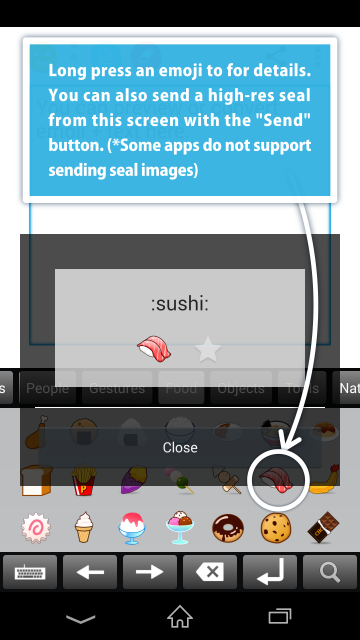 Long press an emoji to for details.
You can also send a high-res seal
from this screen with the "Send"
button. (*Some apps do not support
sending seal images)
:sushi:
s People Gestures Food Objects Tools Nat
Close